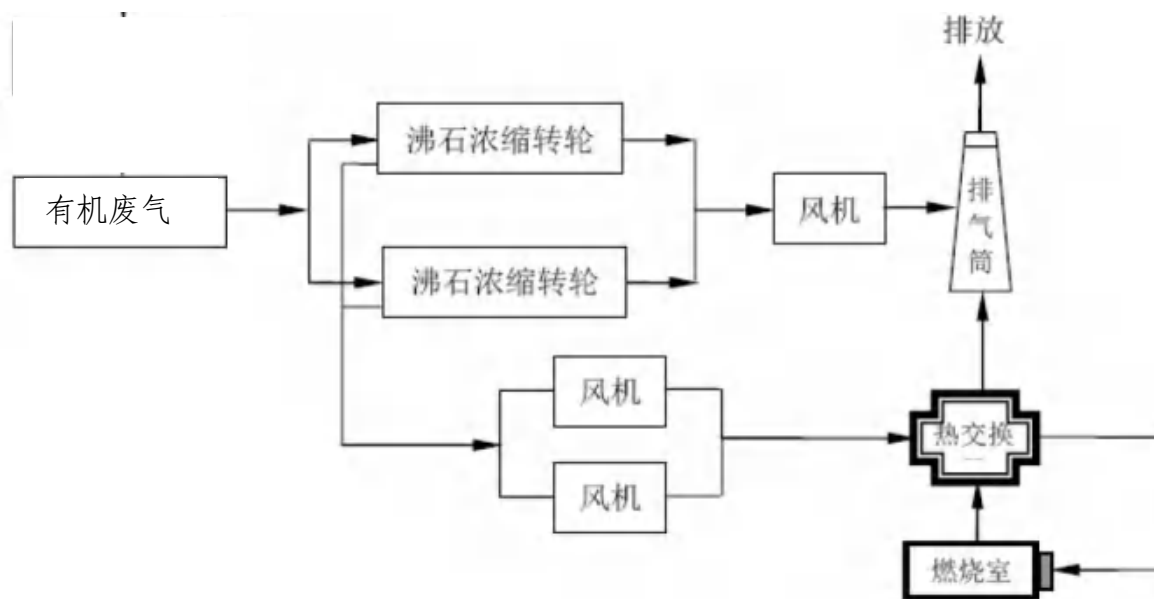 排放
沸石浓缩转轮
有机废气
风机
排气筒
沸石浓缩转轮
风机
热交换
风机
燃烧室